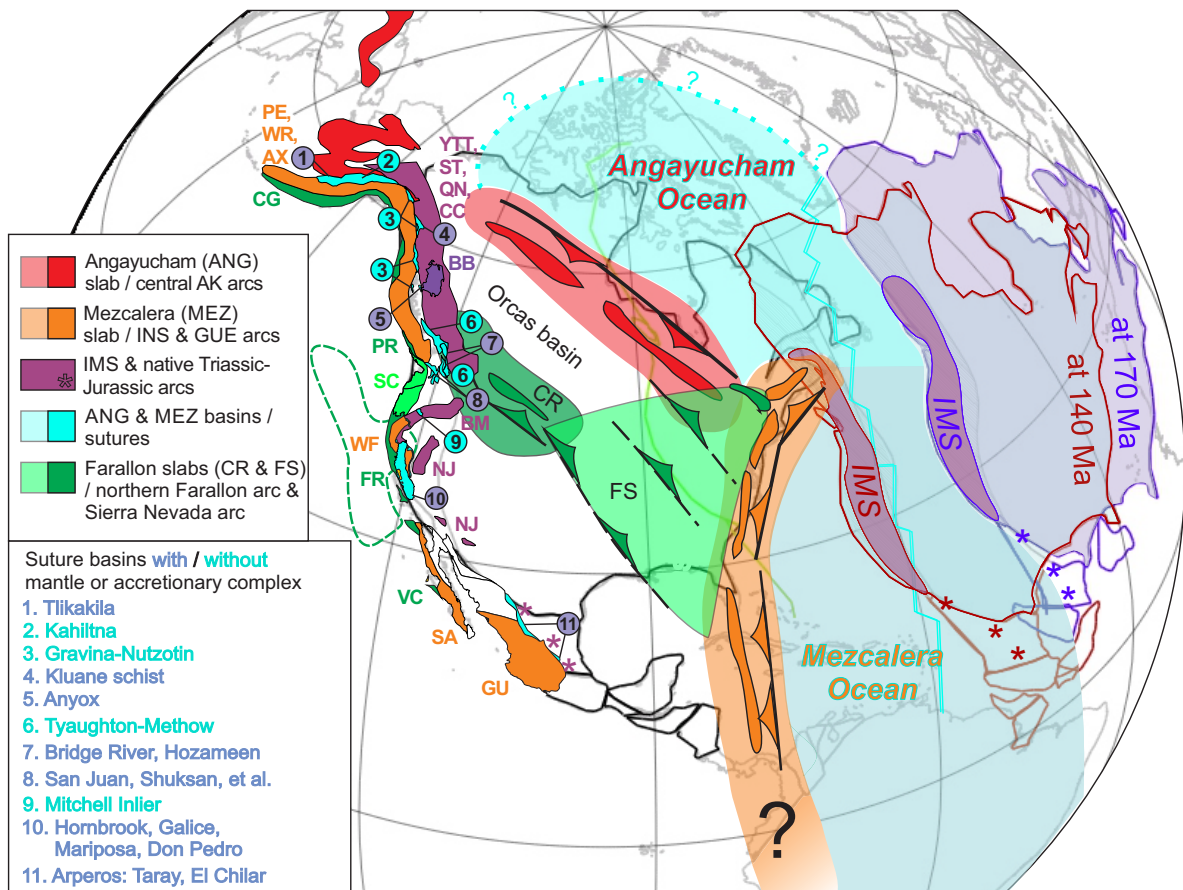 PE,
WR,
AX
1
2
CG
3
4
3
5
YTT,
ST,
QN,
CC
BB
PR
SC
6
7
6
8
BM
WF
9
NJ
FR
10
NJ
VC
SA
GU
11
?
?
?
Angayucham
Ocean
Orcas basin
CR
FS
IMS
IMS
at 140 Ma
at 170 Ma
Mezcalera
Ocean
?
Angayucham (ANG)
slab / central AK arcs
Mezcalera (MEZ)
slab / INS & GUE arcs
IMS & native Triassic-
Jurassic arcs
ANG & MEZ basins /
sutures
Farallon slabs (CR & FS)
/ northern Farallon arc &
Sierra Nevada arc
Suture basins with / without
mantle or accretionary complex
1. Tlikakila
2. Kahiltna
3. Gravina-Nutzotin
4. Kluane schist
5. Anyox
6. Tyaughton-Methow
7. Bridge River, Hozameen
8. San Juan, Shuksan, et al.
9. Mitchell Inlier
10. Hornbrook, Galice,
Mariposa, Don Pedro
11. Arperos: Taray, El Chilar